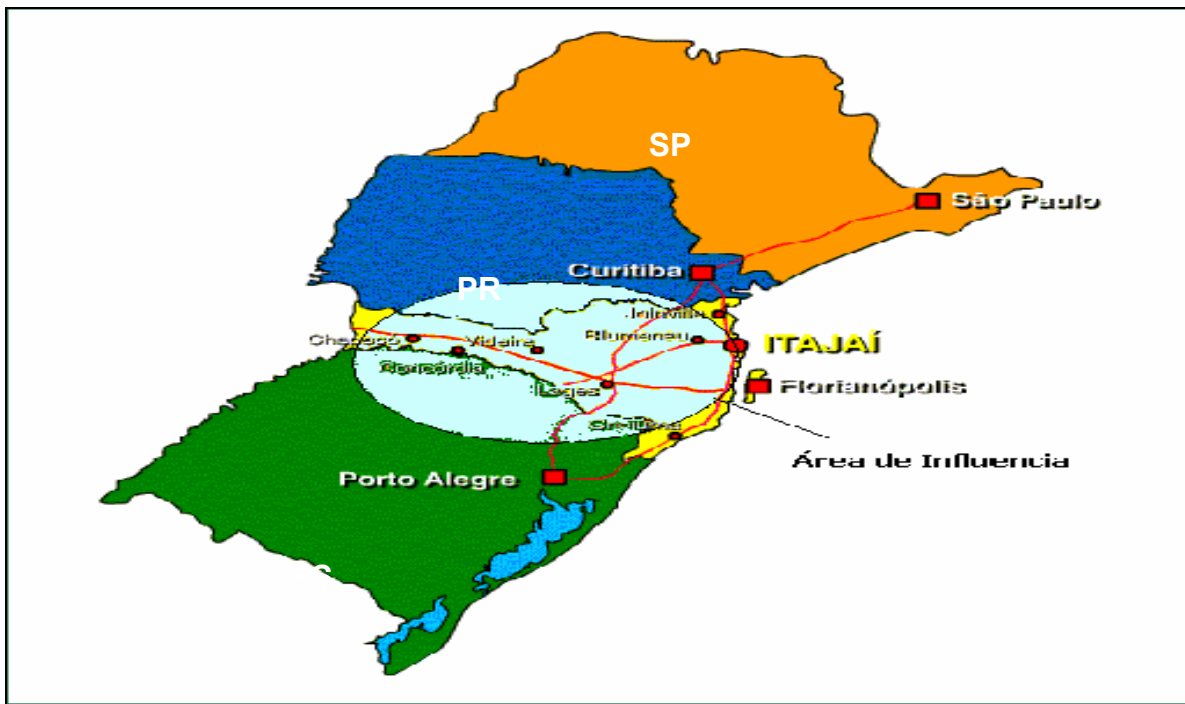 SP
São Paulo
Curitiba
PR
Joinville
Chapecó
Videira
Blumenau
ITAJAÍ
Concórdia
Lages
Florianópolis
Área de Influencia
Porto Alegre